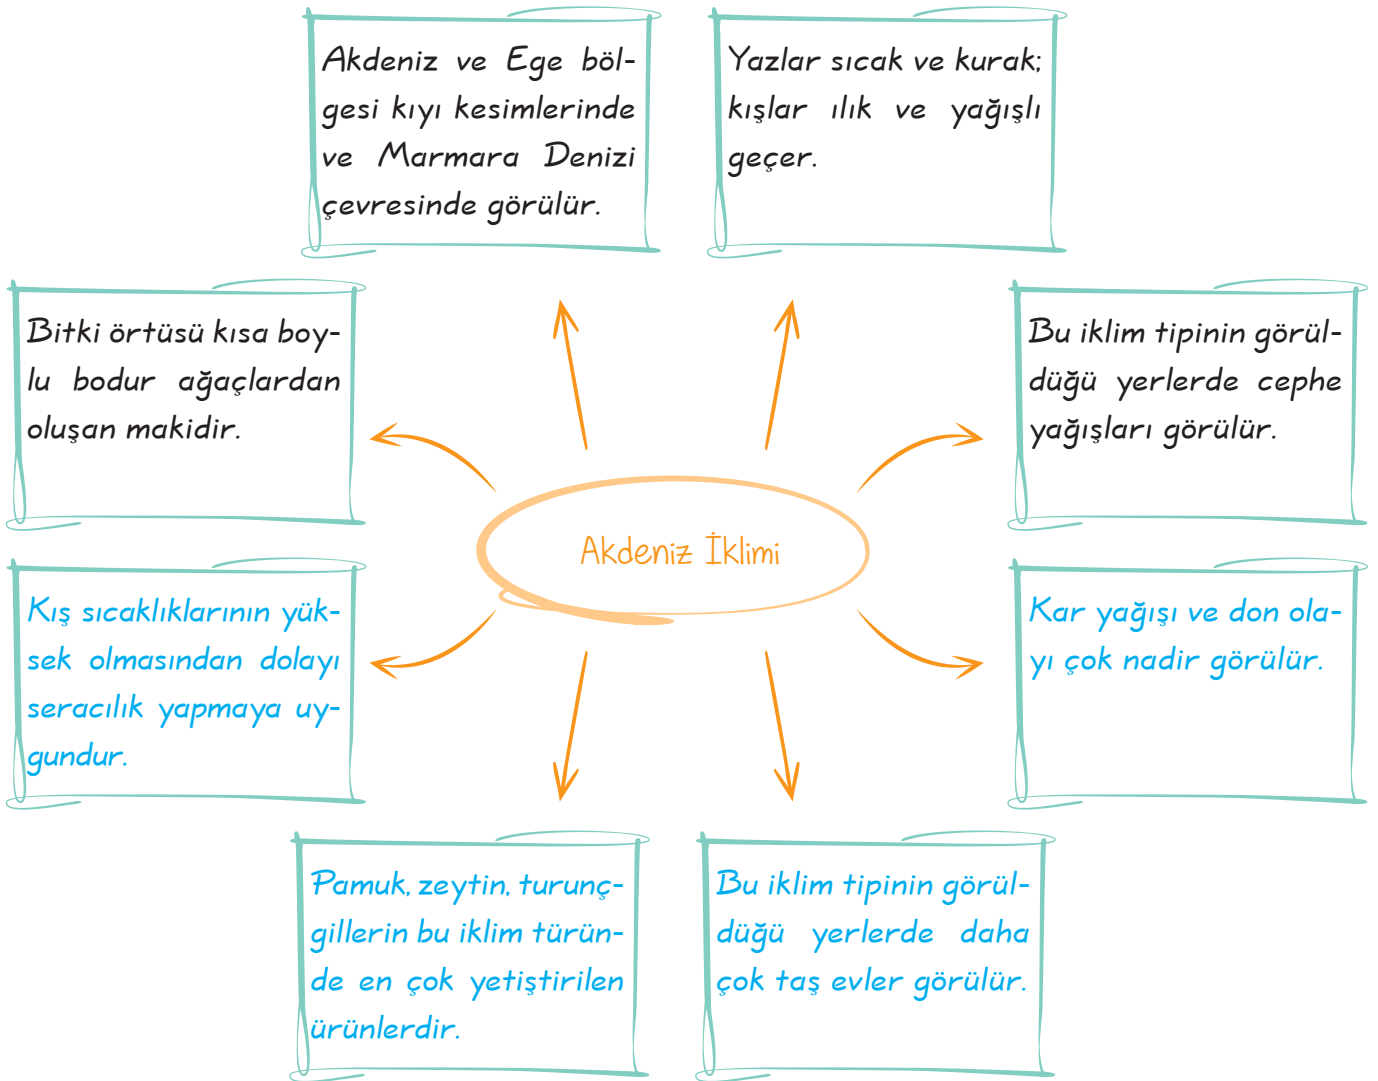 Akdeniz ve Ege böl-
gesi kıyı kesimlerinde
ve Marmara Denizi
çevresinde görülür.
Yazlar sıcak ve kurak;
kışlar ılık ve yağışlı
geçer.
Bitki örtüsü kısa boy-
lu bodur ağaçlardan
oluşan makidir.
Bu iklim tipinin görül-
düğü yerlerde cephe
yağışları görülür.
Akdeniz İklimi
Kış sıcaklıklarının yük-
sek olmasından dolayı
seracılık yapmaya uy-
gundur.
Kar yağışı ve don ola-
yı çok nadir görülür.
Pamuk, zeytin, turunç-
gillerin bu iklim türün-
de en çok yetiştirilen
ürünlerdir.
Bu iklim tipinin görül-
düğü yerlerde daha
çok taş evler görülür.